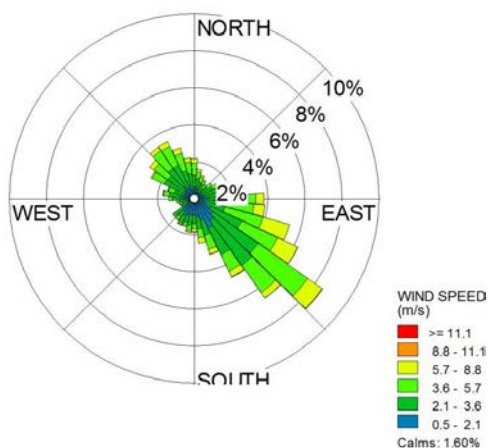 NORTH
10%
8%
6%
4%
2%
WEST
EAST
SOUTH
WIND SPEED
(m/s)
>= 11.1
8.8 - 11.1
5.7 - 8.8
3.6 - 5.7
2.1 - 3.6
0.5 - 2.1
Calms: 1.60%